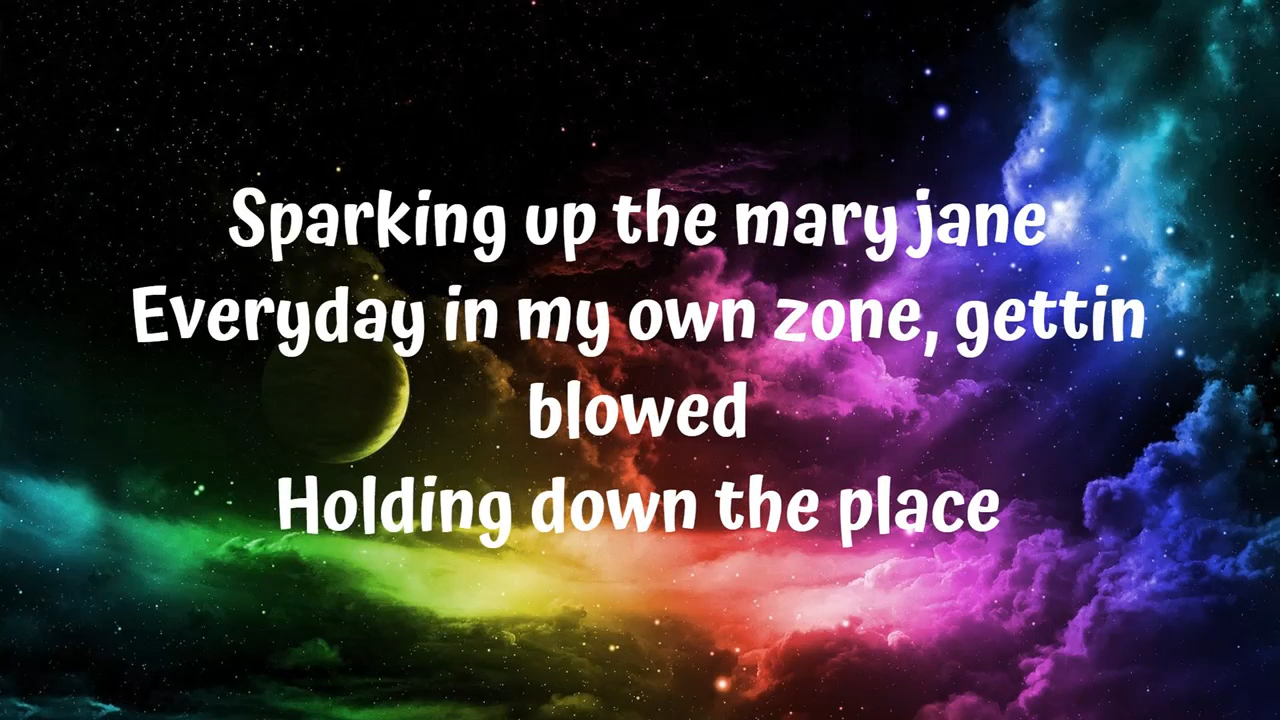 Sparking up the mary jane
Everyday in my own zone, gettin
blowed
Holding down the place